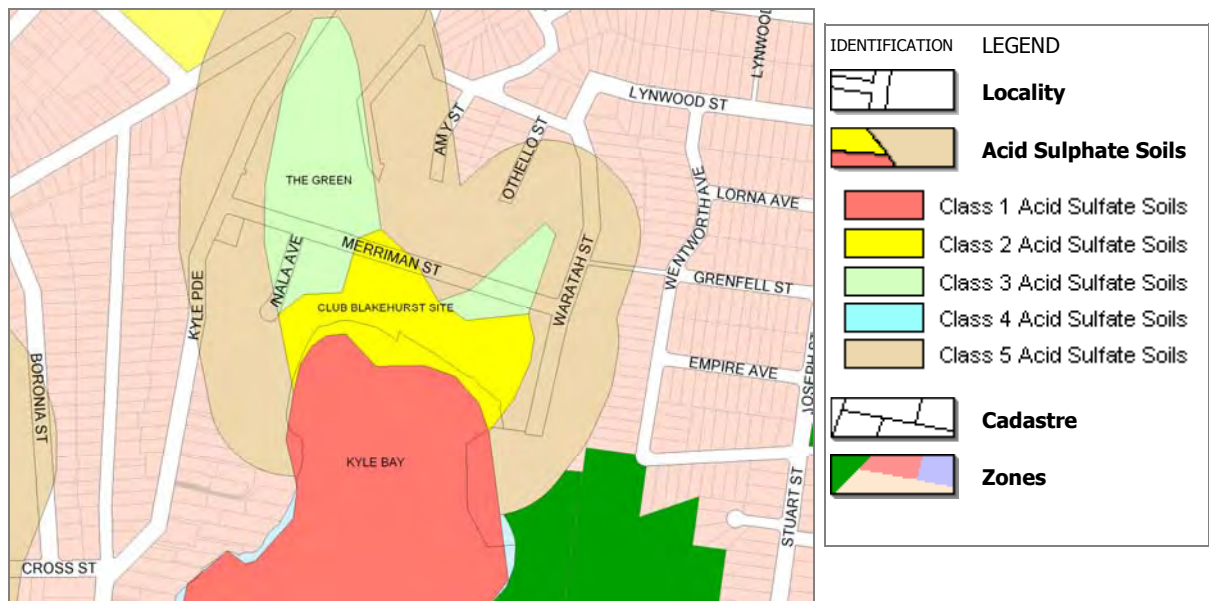 LYNWOOD
LYNWOOD ST
AMY ST
OTHELLO ST
THE GREEN
LORNA AVE
WENTWORTH AVE
MERRIMAN ST
WARATAH ST
GRENFELL ST
NALA AVE
CLUB BLAKEHURST SITE
KYLE PDE
BORONIA ST
EMPIRE AVE
JOSEPH ST
KYLE BAY
STUART ST
CROSS ST
IDENTIFICATION LEGEND
Locality
Acid Sulphate Soils
Class 1 Acid Sulfate Soils
Class 2 Acid Sulfate Soils
Class 3 Acid Sulfate Soils
Class 4 Acid Sulfate Soils
Class 5 Acid Sulfate Soils
Cadastre
Zones